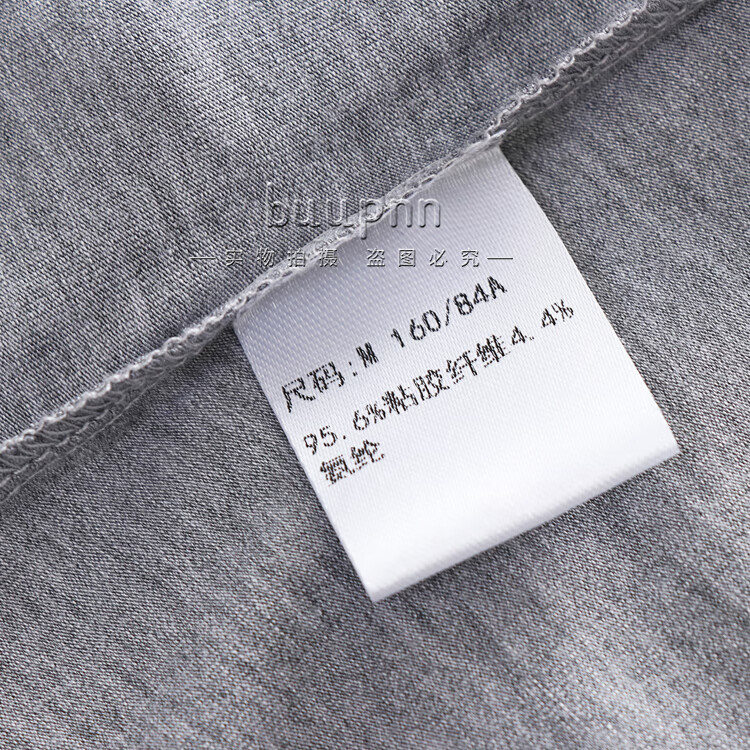 buupnn
实物拍摄 盗图必究
尺码:M 160/84A
95.6%粘胶纤维4.4%
氨纶